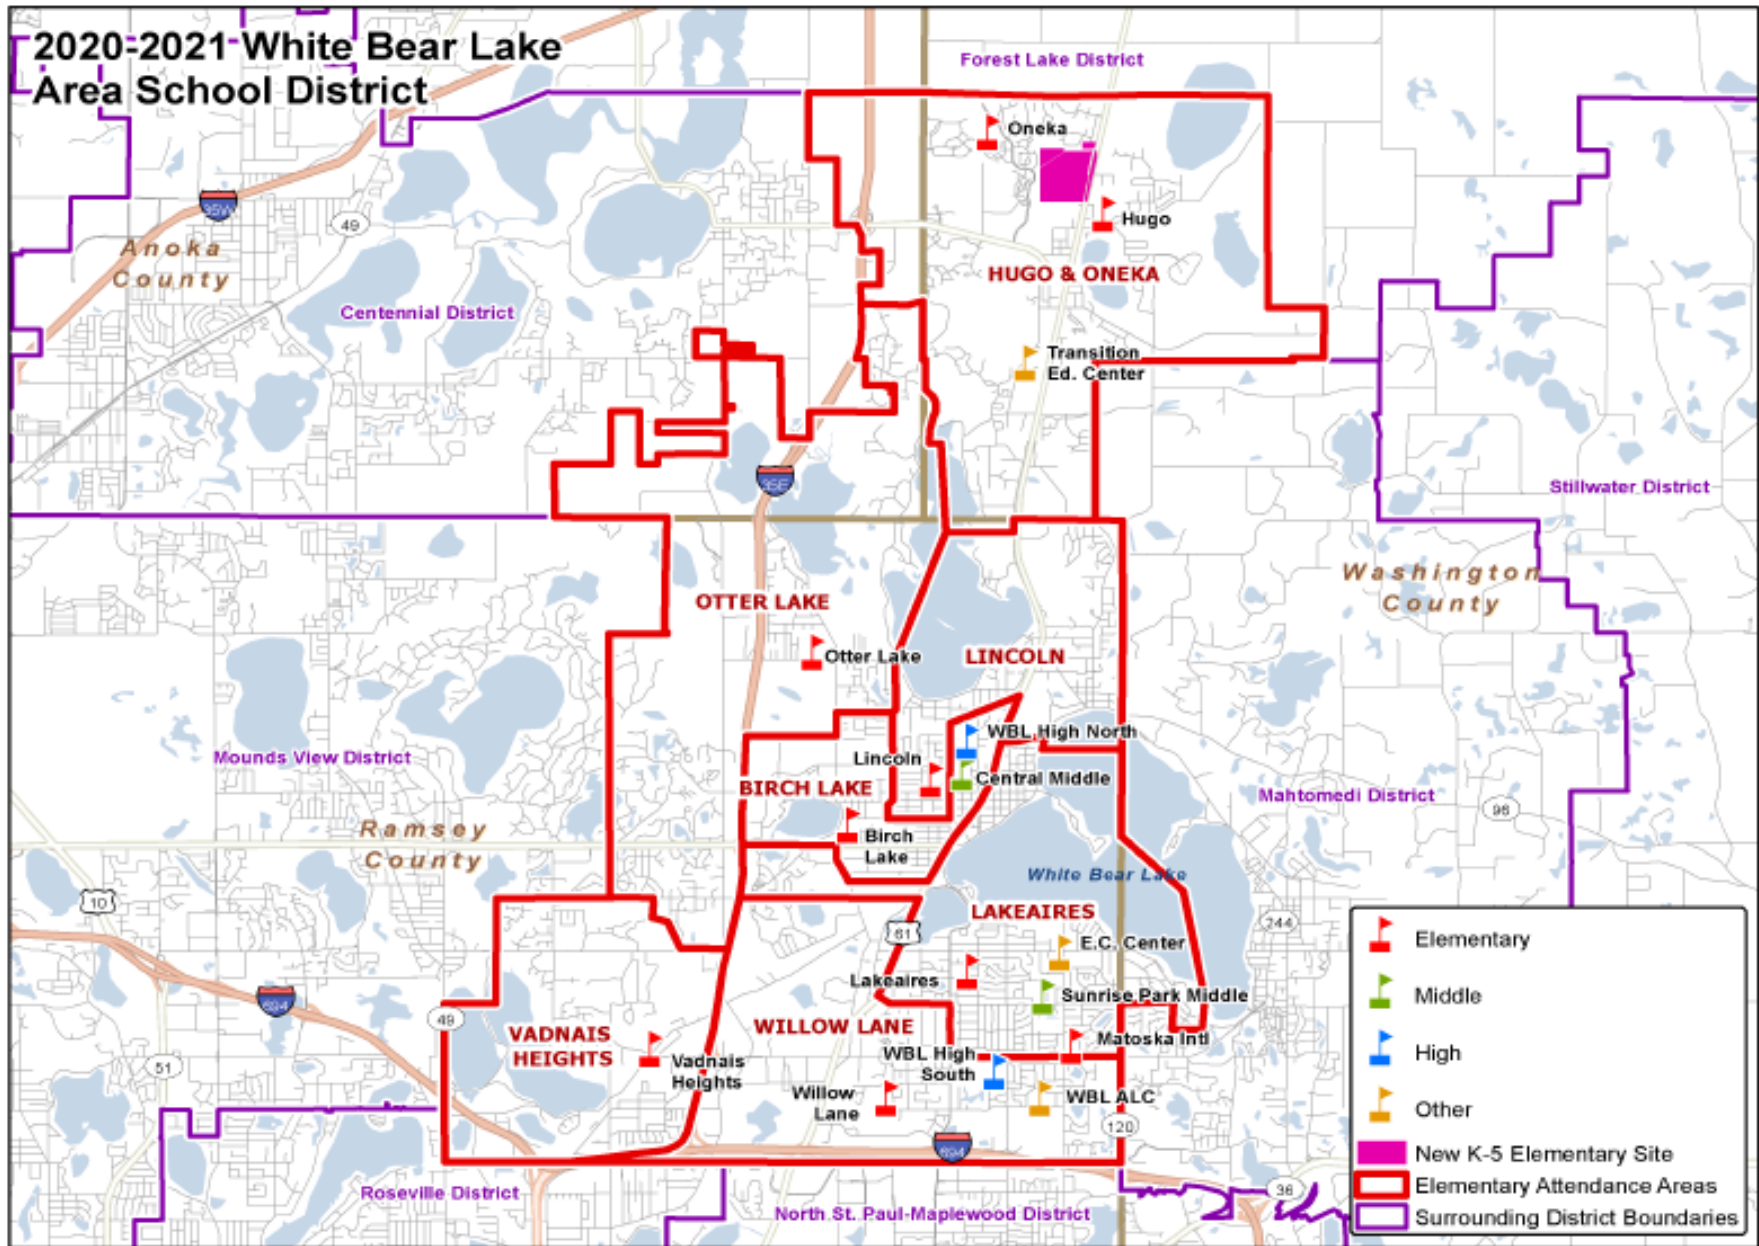 2020-2021 White Bear Lake
Area School District
Forest Lake District
Oneka
Hugo
35W
49
Anoka
County
HUGO & ONEKA
Centennial District
Transition
Ed. Center
35E
Stillwater District
Washington
County
OTTER LAKE
Otter Lake
LINCOLN
WBL High North
Mounds View District
Lincoln
Central Middle
BIRCH LAKE
Mahtomedi District
96
Ramsey
County
Birch
Lake
White Bear Lake
10
LAKEAIRES
61
244
E.C. Center
Lakeaires
Sunrise Park Middle
694
49
VADNAIS
HEIGHTS
WILLOW LANE
Matoska Intl
WBL High
South
51
Vadnais
Heights
Willow
Lane
WBL ALC
120
694
Roseville District
36
North St. Paul-Maplewood District
Elementary
Middle
High
Other
New K-5 Elementary Site
Elementary Attendance Areas
Surrounding District Boundaries